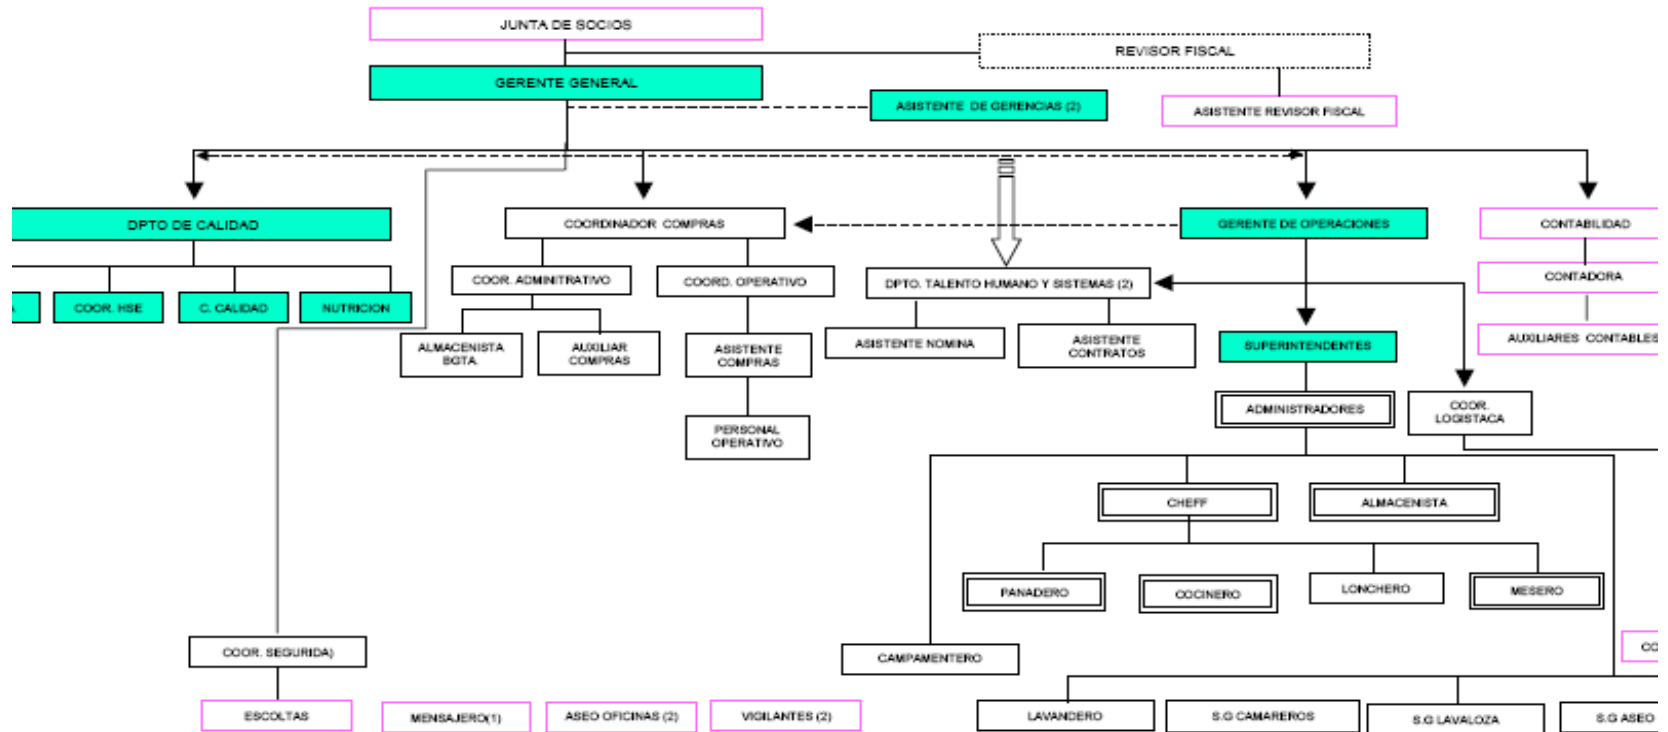 JUNTA DE SOCIOS
REVISOR FISCAL
GERENTE GENERAL
ASISTENTE DE GERENCIAS (2)
ASISTENTE REVISOR FISCAL
DPTO DE CALIDAD
COORDINADOR COMPRAS
GERENTE DE OPERACIONES
CONTABILIDAD
COOR. ADMINISTRATIVO
COORD. OPERATIVO
DPTO. TALENTO HUMANO Y SISTEMAS (2)
CONTADORA
A
COOR. HSE
C. CALIDAD
NUTRICION
ALMACENISTA
BGTA.
AUXILIAR
COMPRAS
ASISTENTE
COMPRAS
ASISTENTE NOMINA
ASISTENTE
CONTRATOS
SUPERINTENDENTES
AUXILIARES CONTABLES
PERSONAL
OPERATIVO
ADMINISTRADORES
COOR.
LOGISTACA
CHEFF
ALMACENISTA
PANADERO
COCINERO
LONCHERO
MESERO
COOR. SEGURIDA)
CAMPAMENTERO
CO
ESCOLTAS
MENSAJERO(1)
ASEO OFICINAS (2)
VIGILANTES (2)
LAVANDERO
S.G CAMAREROS
S.G LAVALOZA
S.G ASEO